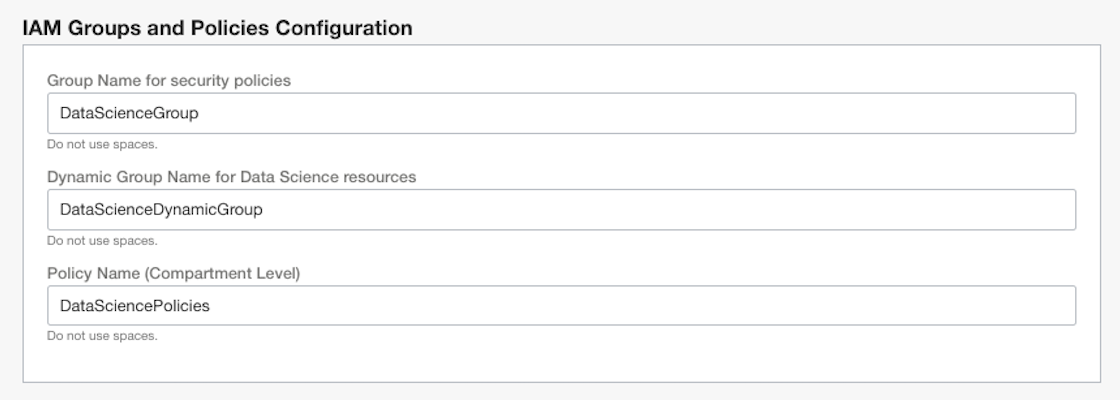 IAM Groups and Policies Configuration
Group Name for security policies
DataScienceGroup
Do not use spaces.
Dynamic Group Name for Data Science resources
DataScienceDynamicGroup
Do not use spaces.
Policy Name (Compartment Level)
DataSciencePolicies
Do not use spaces.